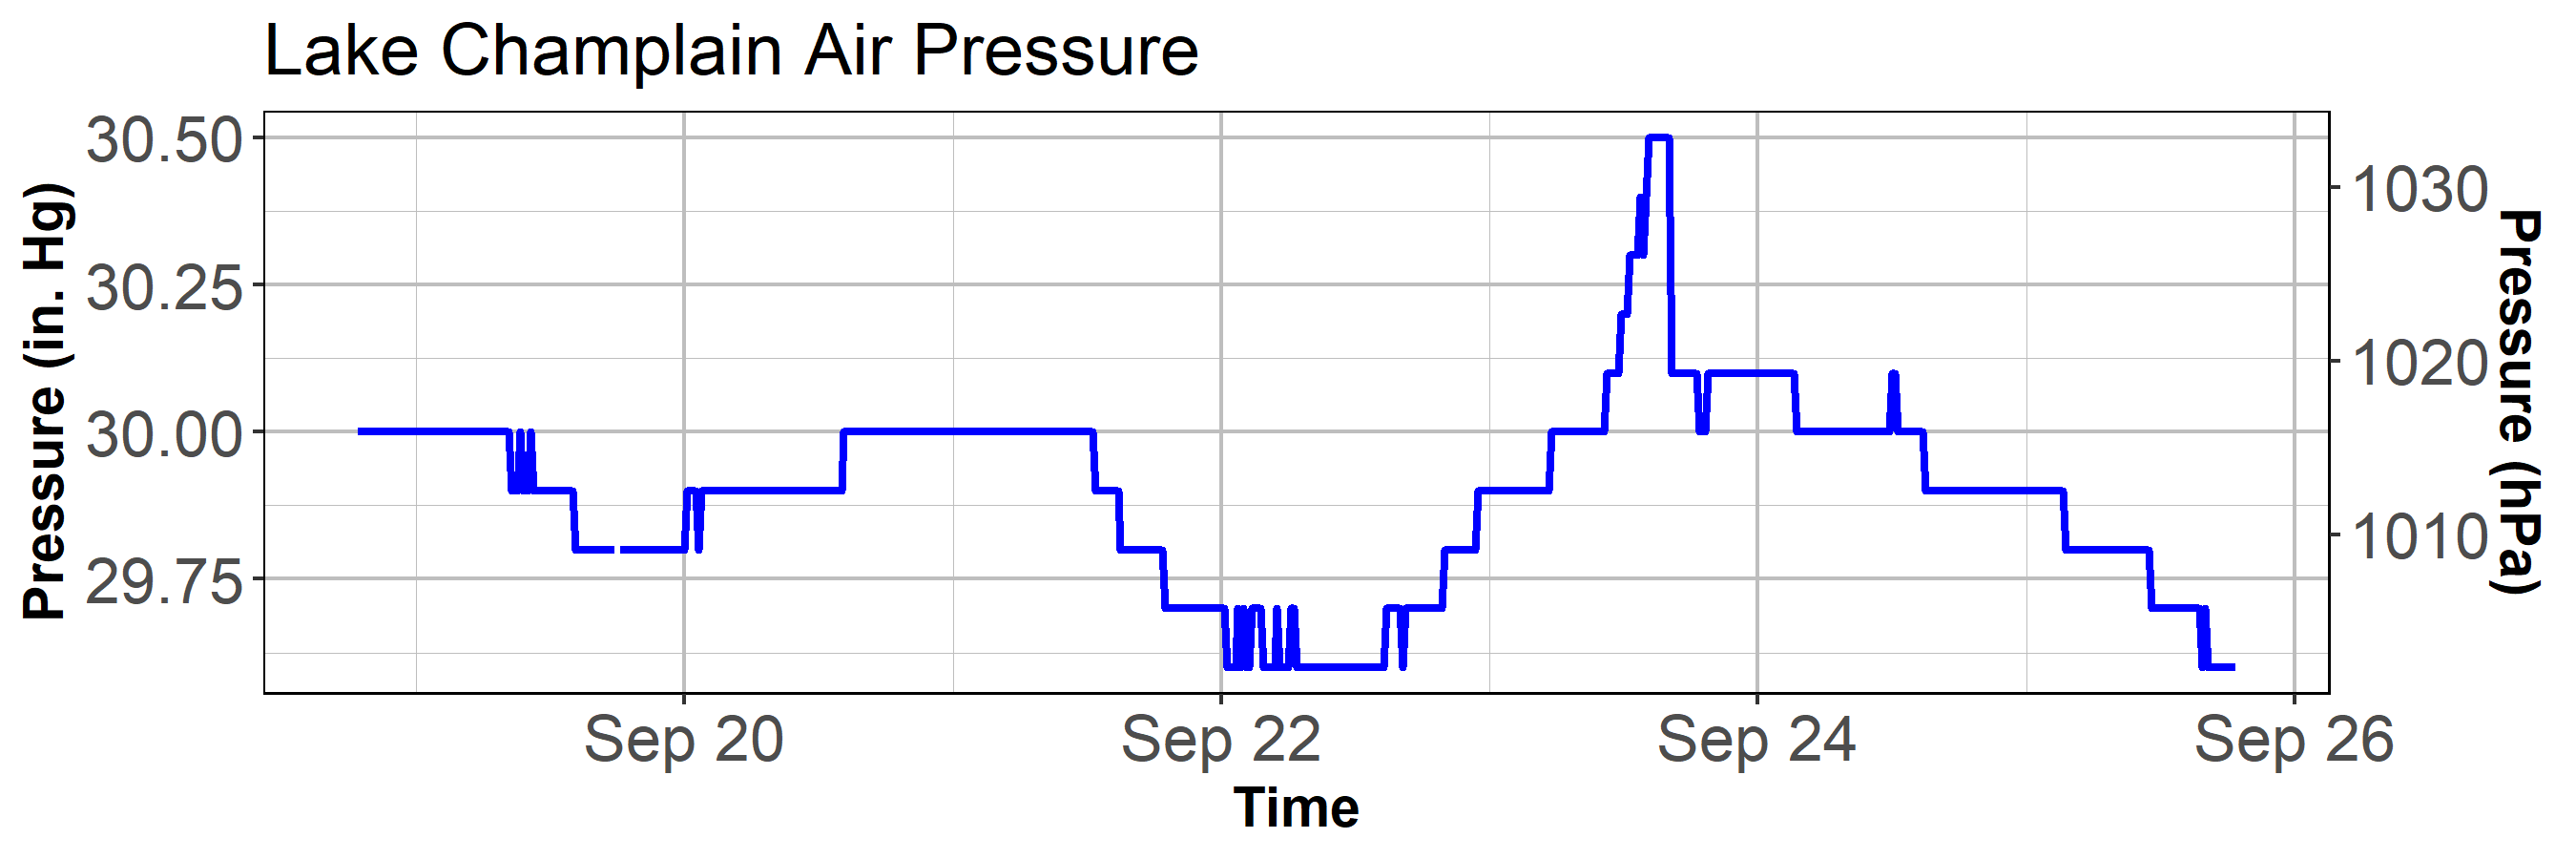 Lake Champlain Air Pressure
30.50
30.25
30.00
29.75
Pressure (in. Hg)
1030
1020
1010
Pressure (hPa)
Sep 20
Sep 22
Sep 24
Sep 26
Time